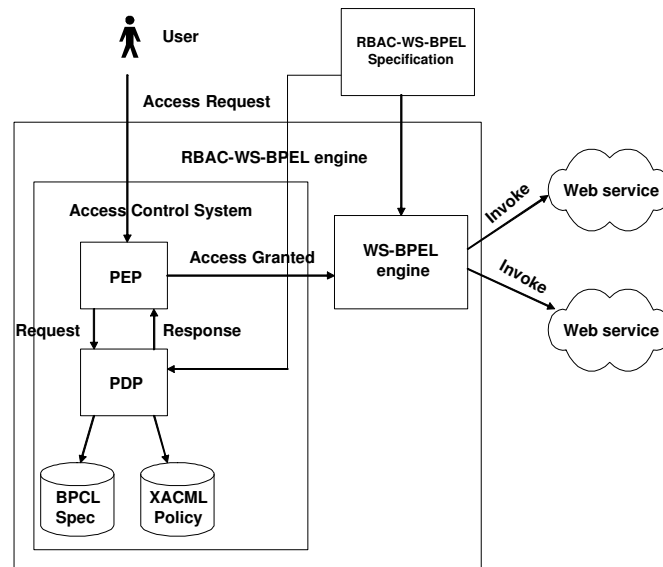 User
RBAC-WS-BPEL
Specification
Access Request
RBAC-WS-BPEL engine
Access Control System
PEP
Access Granted
WS-BPEL
engine
Invoke
Web service
Invoke
Web service
Request
Response
PDP
BPCL
Spec
XACML
Policy